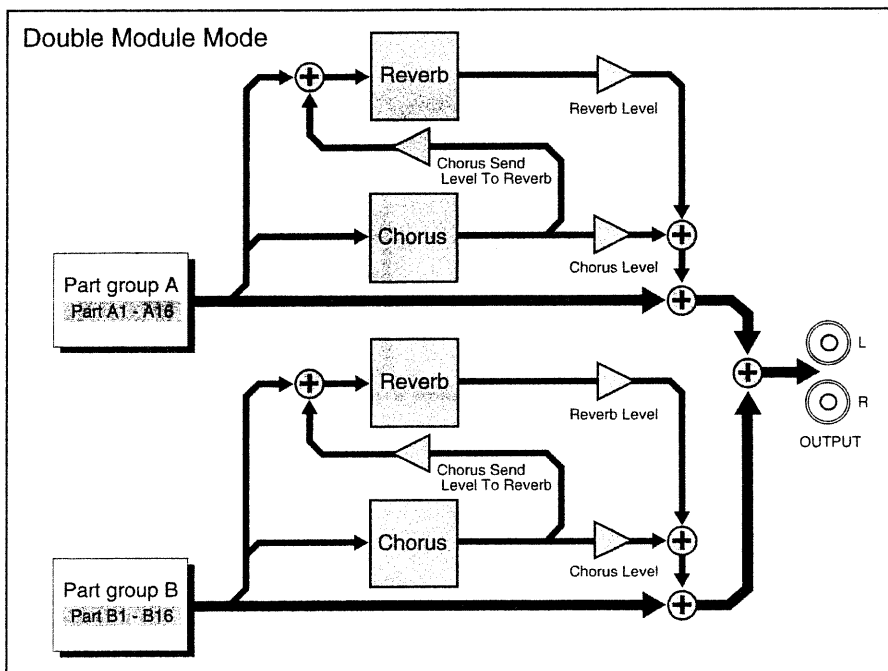 Double Module Mode
Reverb
Reverb Level
Chorus Send
Level To Reverb
Chorus
Chorus Level
Part group A
Part A1 - A16
Reverb
Reverb Level
Chorus Send
Level To Reverb
Chorus
Chorus Level
Part group B
Part B1 - B16
L
R
OUTPUT